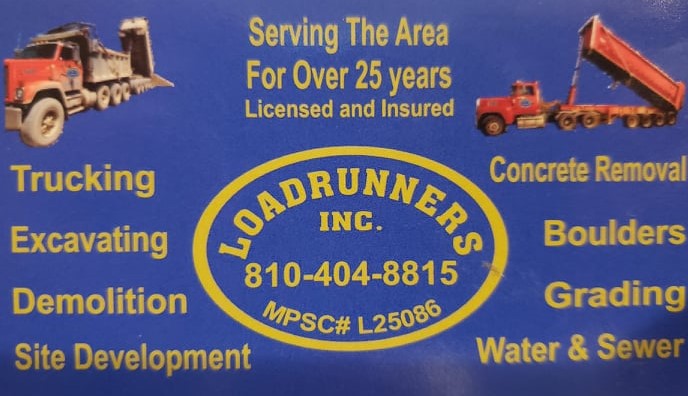 Serving The Area
For Over 25 years
Licensed and Insured
Trucking
Excavating
Demolition
Site Development
LOADRUNNERS
INC.
810-404-8815
MPSC# L25086
Concrete Removal
Boulders
Grading
Water & Sewer